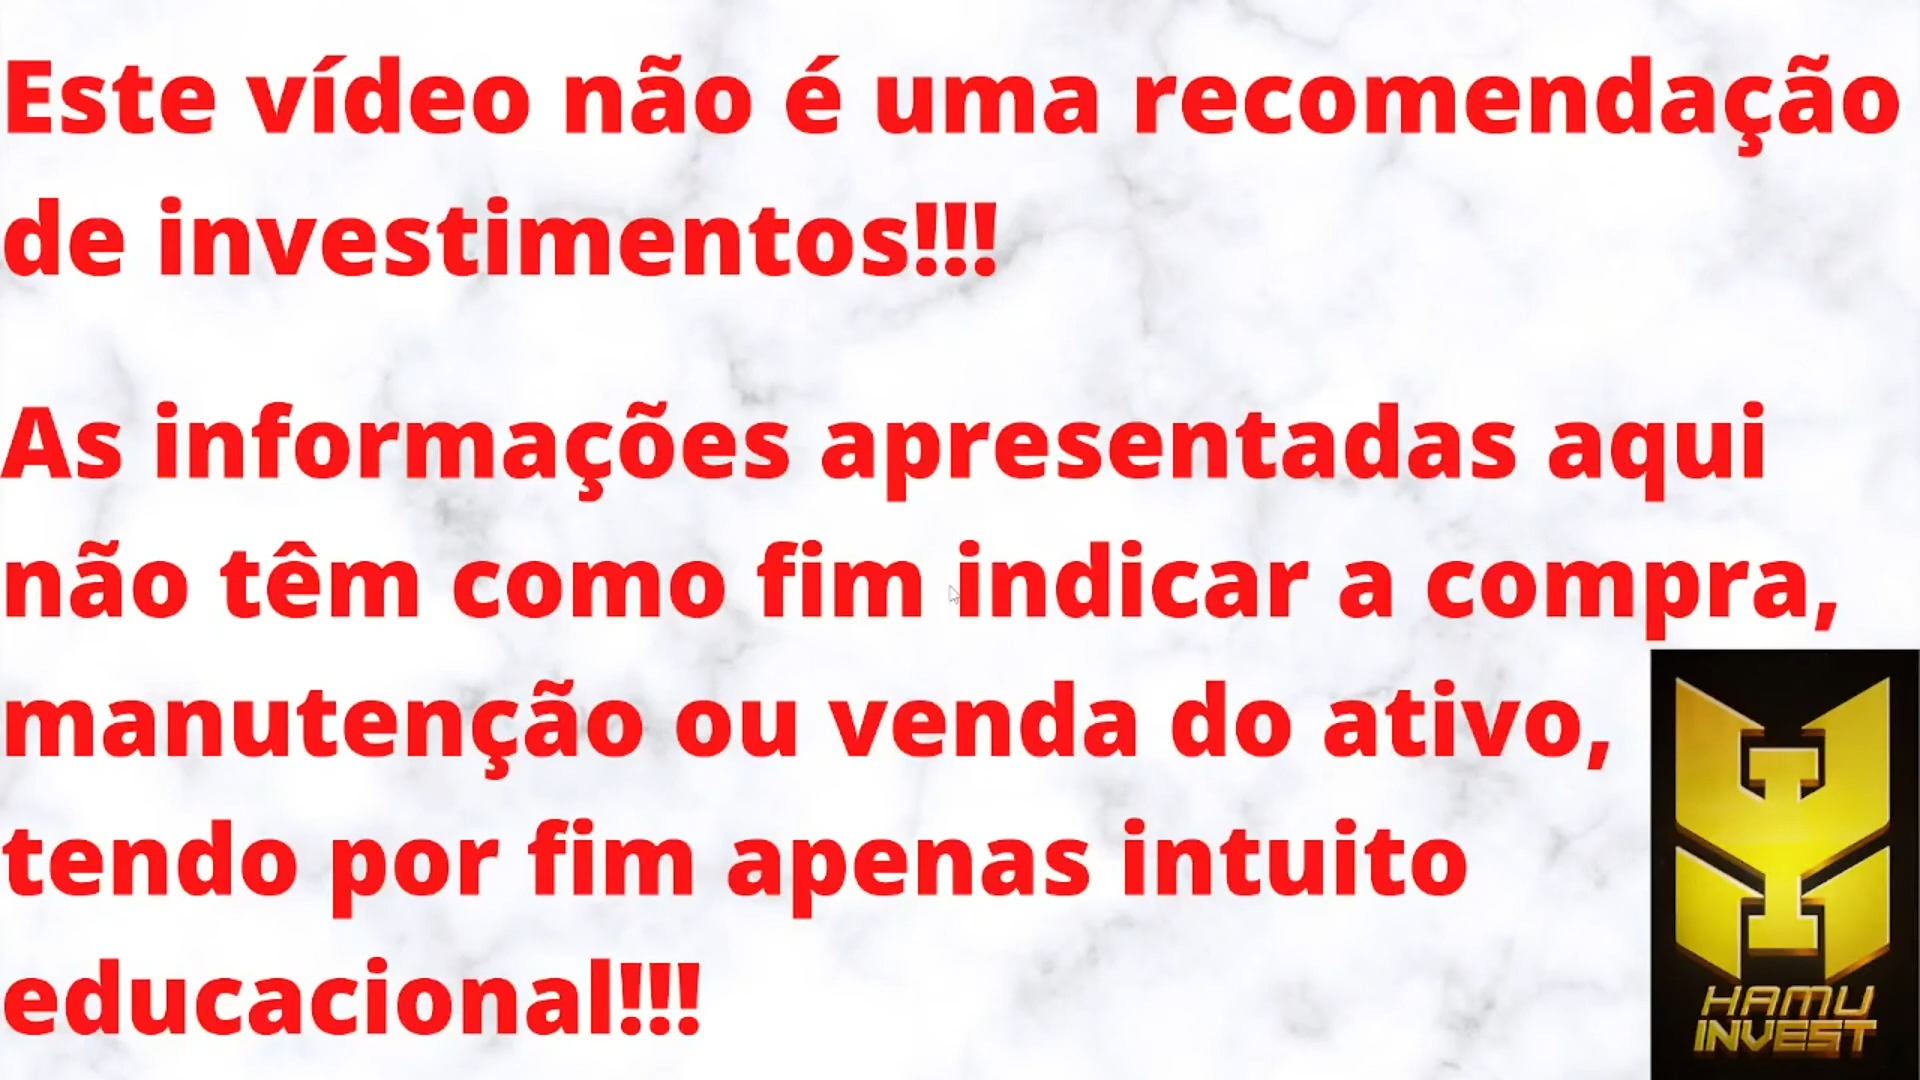 Este vídeo não é uma recomendação
de investimentos!!!
As informações apresentadas aqui
não têm como fim indicar a compra,
manutenção ou venda do ativo,
tendo por fim apenas intuito
educacional!!!
HAMU
INVEST